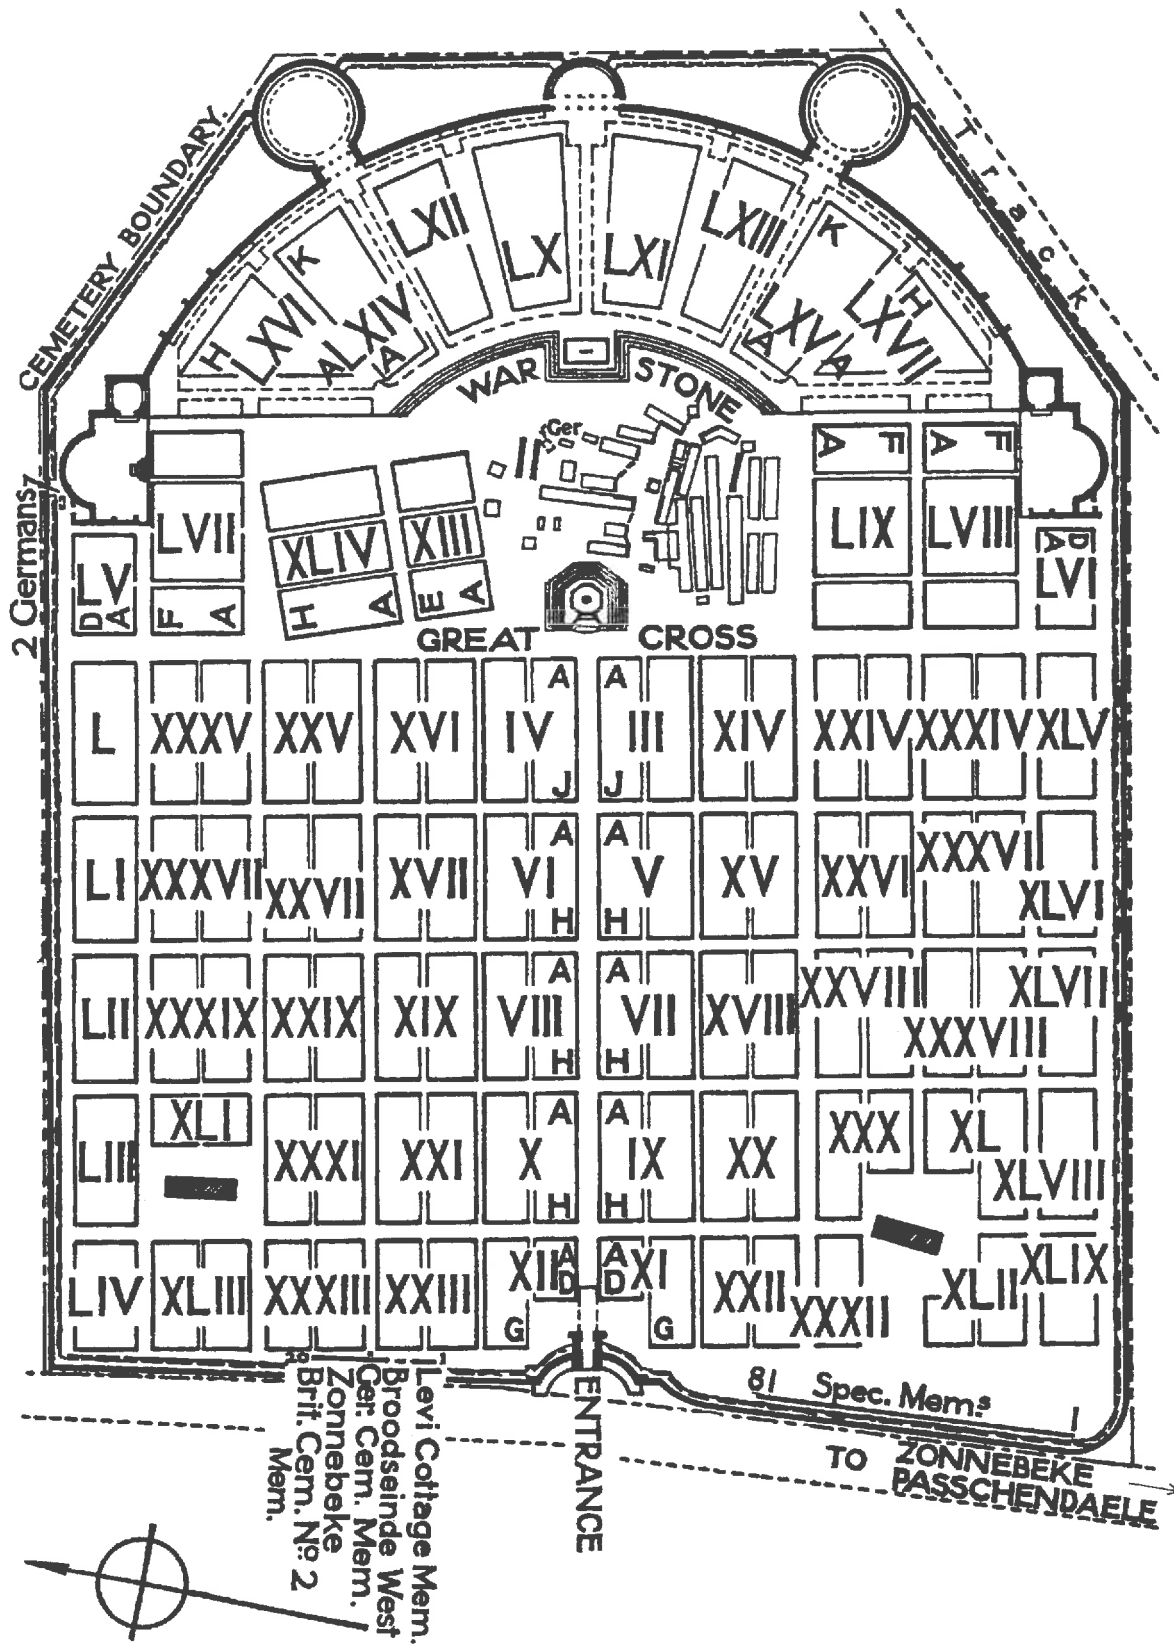 CEMETERY BOUNDARY.
Track
LXII
LX
LXI
LXIII
K
K
H
LXVI
A
LXIV
A
LXV
A
LXVII
H
A
WAR STONE
Ger
2 Germans
LVII
F A
LV
D A
XLIV
H A
XIII
E A
A F
A F
LIX
LVIII
D A
LVI
GREAT CROSS
L XXXV XXV XVI IV A J A J III XIV XXIV XXXIV XLV
LI XXXVII XXVII XVII VI A H A H V XV XXVI XXXVI XLVI
LII XXXIX XXIX XIX VIII A H A H VII XVIII XXVIII XXXVIII XLVII
LIII XLI XXXI XXI X A H A H IX XX XXX XL XLVIII
LIV XLIII XXXIII XXIII XII A D G A D G XI XXII XXXII XLII XLIX
81 Spec. Mems
1
ENTRANCE
TO ZONNEBEKE
PASSCHENDAELE
Levi Cottage Mem.
Broodseinde West
Ger. Cem. Mem.
Zonnebeke
Brit. Cem. No. 2
Mem.